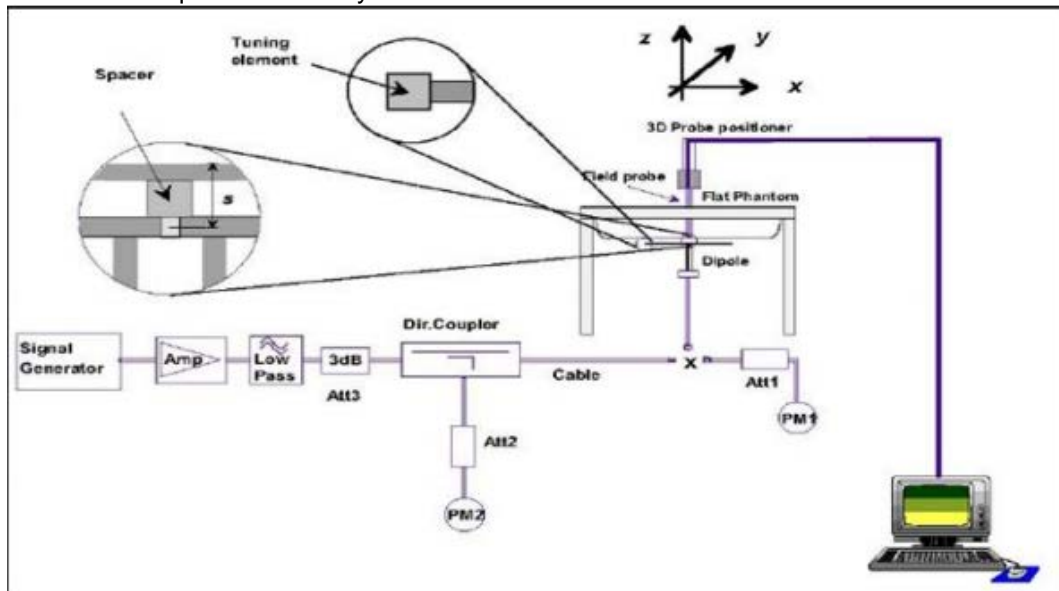 Tuning
element
Spacer
s
z
y
x
3D Probe positioner
Field probe
Flat Phantom
Dipole
Dir.Coupler
Signal
Generator
Amp
Low
Pass
3dB
Att3
Cable
x
Att1
PM1
Att2
PM2